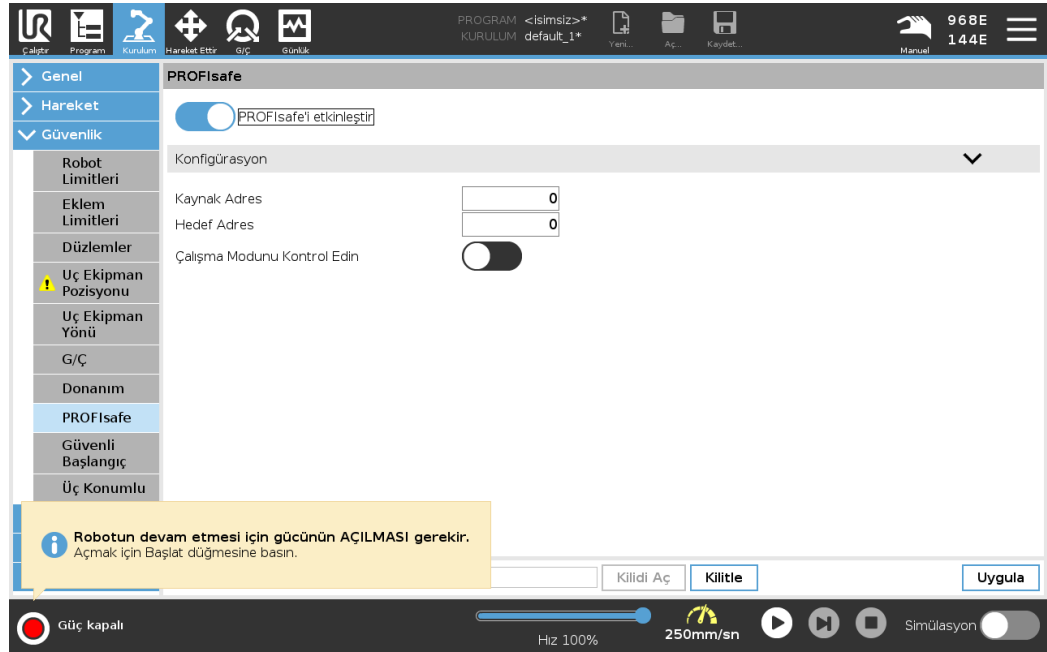 PROGRAM <isimsiz>*
KURULUM default_1*
Çalıştır
Program
Kurulum
Hareket Ettir
G/Ç
Günlük
Yeni...
Aç...
Kaydet...
Manuel
968E
144E
Genel
Hareket
Güvenlik
Robot
Limitleri
Eklem
Limitleri
Düzlemler
Uç Ekipman
Pozisyonu
Uç Ekipman
Yönü
G/Ç
Donanım
PROFIsafe
Güvenli
Başlangıç
Üç Konumlu
PROFIsafe
PROFIsafe'i etkinleştir
Konfigürasyon
Kaynak Adres 0
Hedef Adres 0
Çalışma Modunu Kontrol Edin
Robotun devam etmesi için gücünün AÇILMASI gerekir.
Açmak için Başlat düğmesine basın.
Kilidi Aç
Kilitle
Uygula
Güç kapalı
Hız 100%
250mm/sn
Simülasyon